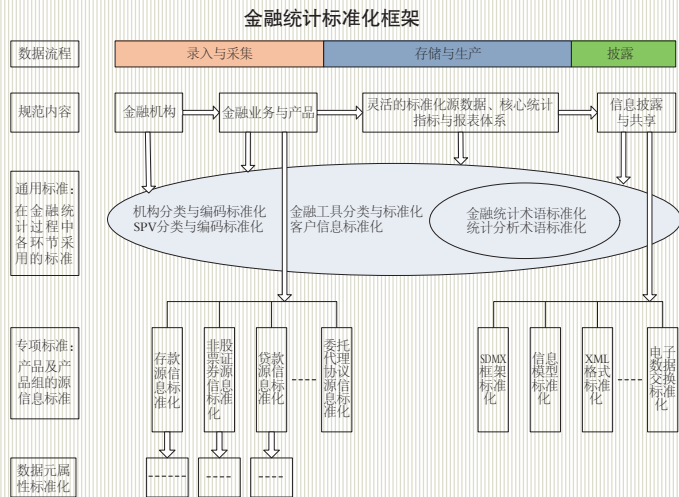 金融统计标准化框架
数据流程
录入与采集
存储与生产
披露
规范内容
金融机构
金融业务与产品
灵活的标准化源数据、核心统计
指标与报表体系
信息披露
与共享
通用标准：
在金融统
计过程中
各环节采
用的标准
机构分类与编码标准化
SPV分类与编码标准化
金融工具分类与标准化
客户信息标准化
金融统计术语标准化
统计分析术语标准化
专项标准：
产品及产
品组的源
信息标准
存款
源信
息标
准化
非股
票证
券源
信息
标准
化
贷款
源信
息标
准化
委托
代理
协议
源信
息标
准化
SDMX
框架
标准
化
信息
模型
标准
化
XML
格式
标准
化
电子
数据
交换
标准
化
数据元属
性标准化